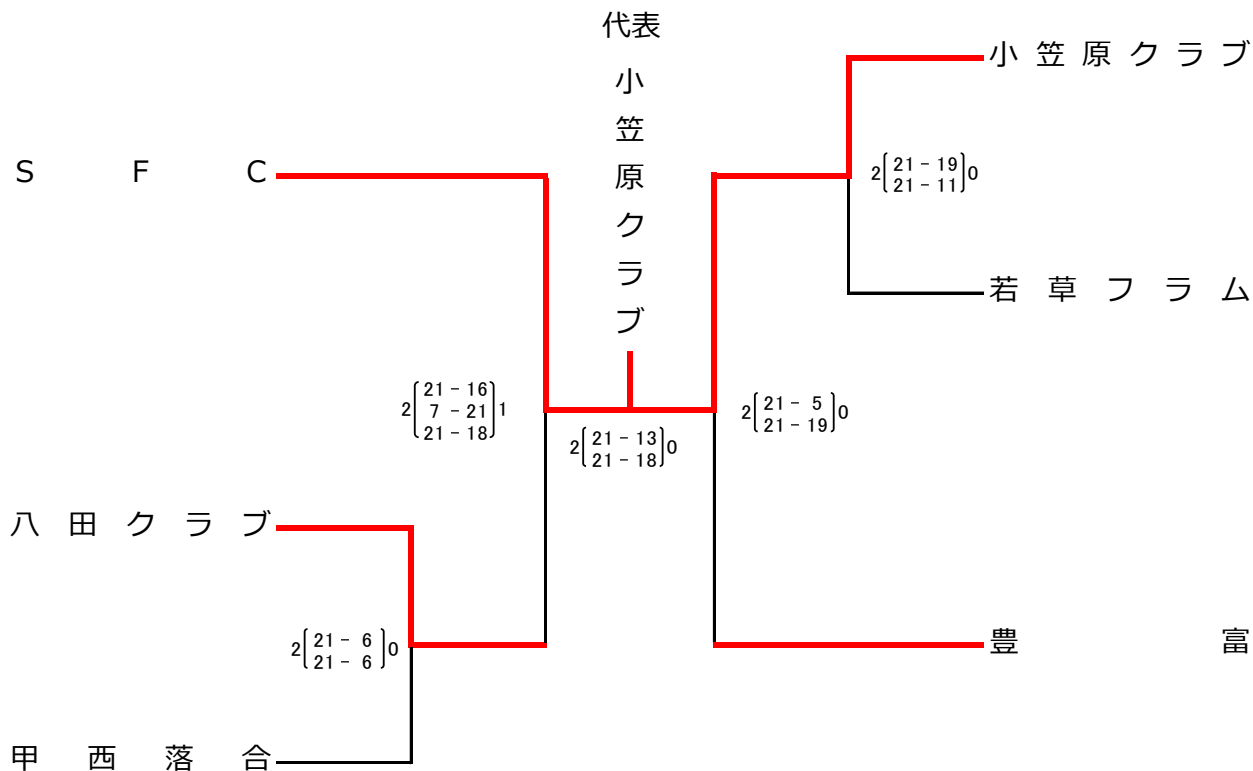 代表
小笠原クラブ
小笠原クラブ
SFC
2 21 - 19 0
21 - 11
若草フラム
2 21 - 16 1
7 - 21
21 - 18
2 21 - 13 0
21 - 18
2 21 - 5 0
21 - 19
八田クラブ
2 21 - 6 0
21 - 6
豊富
甲西落合